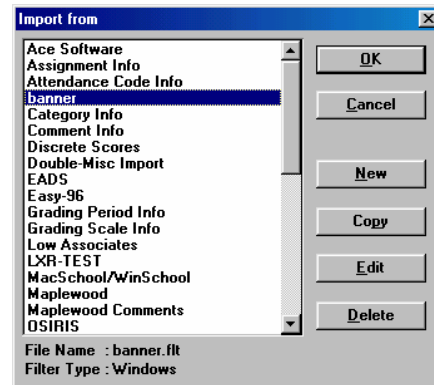 Import from
Ace Software
Assignment Info
Attendance Code Info
banner
Category Info
Comment Info
Discrete Scores
Double-Misc Import
EADS
Easy-96
Grading Period Info
Grading Scale Info
Low Associates
LXR-TEST
MacSchool/WinSchool
Maplewood
Maplewood Comments
OSIRIS
OK
Cancel
New
Copy
Edit
Delete
File Name : banner.flt
Filter Type : Windows